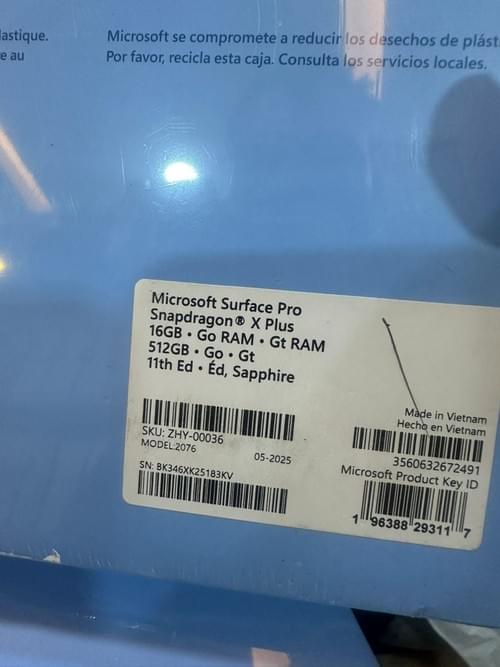 lastique.
e au
Microsoft se compromete a reducir los desechos de plást
Por favor, recicla esta caja. Consulta los servicios locales.
Microsoft Surface Pro
Snapdragon® X Plus
16GB • Go RAM • Gt RAM
512GB • Go • Gt
11th Ed • Éd, Sapphire
SKU: ZHY-00036
MODEL:2076
05-2025
SN: BK346XK25183KV
Made in Vietnam
Hecho en Vietnam
3560632672491
Microsoft Product Key ID
1 96388 29311 7